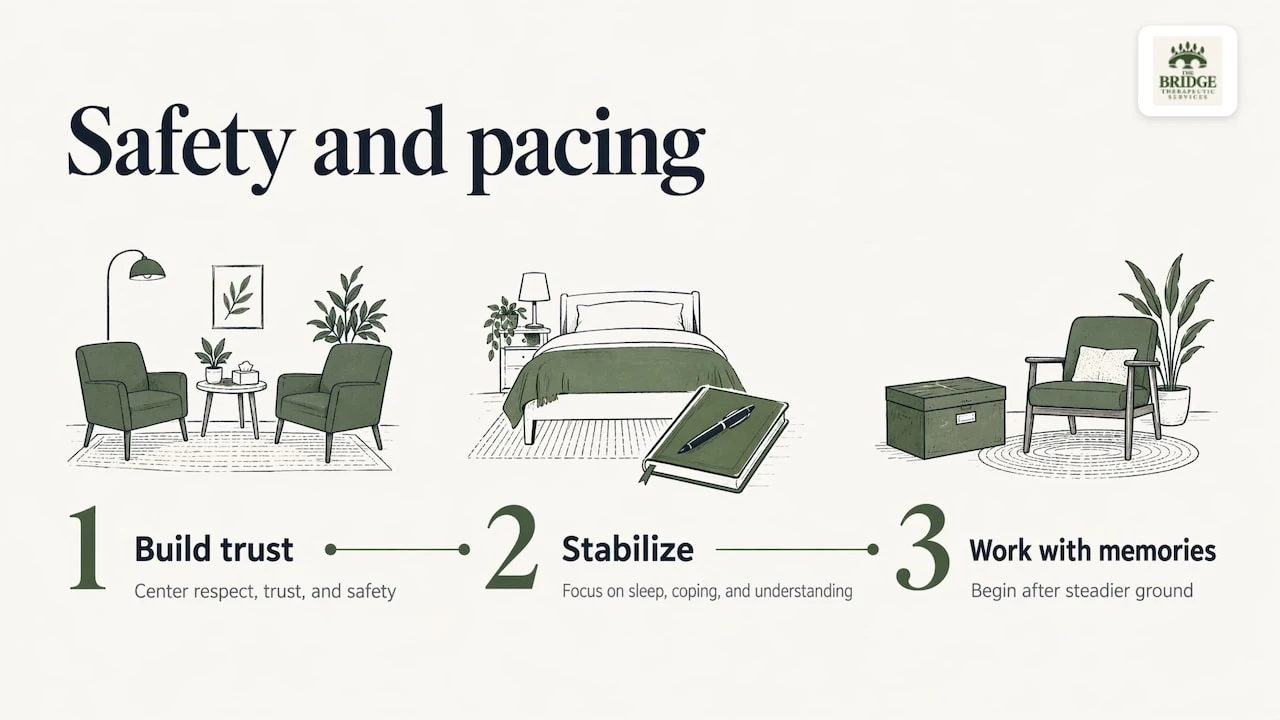 THE
BRIDGE
THERAPEUTIC
SERVICES
Safety and pacing
1
Build trust
Center respect, trust, and safety
2
Stabilize
Focus on sleep, coping, and understanding
3
Work with memories
Begin after steadier ground